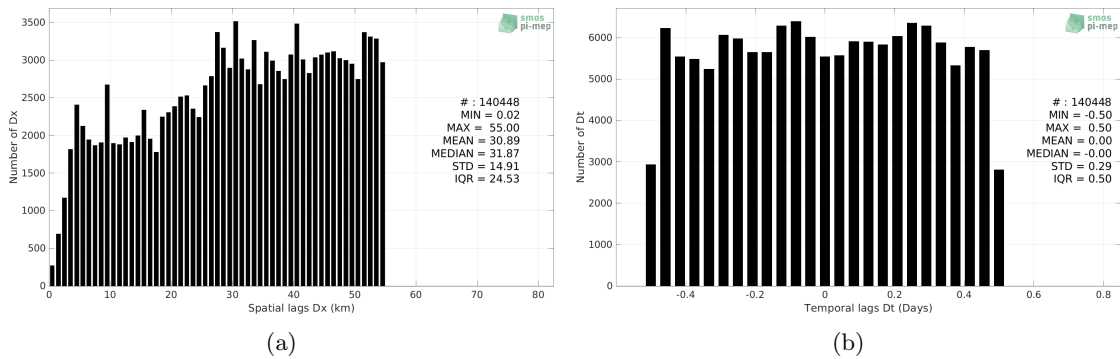 3500
3000
2500
2000
1500
1000
500
0
Number of Dx
0 10 20 30 40 50 60 70 80
Spatial lags Dx (km)
smos
pi-mep
# : 140448
MIN = 0.02
MAX = 55.00
MEAN = 30.89
MEDIAN = 31.87
STD = 14.91
IQR = 24.53
(a)
6000
5000
4000
3000
2000
1000
0
Number of Dt
-0.4 -0.2 0 0.2 0.4 0.6 0.8
Temporal lags Dt (Days)
smos
pi-mep
# : 140448
MIN = -0.50
MAX = 0.50
MEAN = 0.00
MEDIAN = -0.00
STD = 0.29
IQR = 0.50
(b)